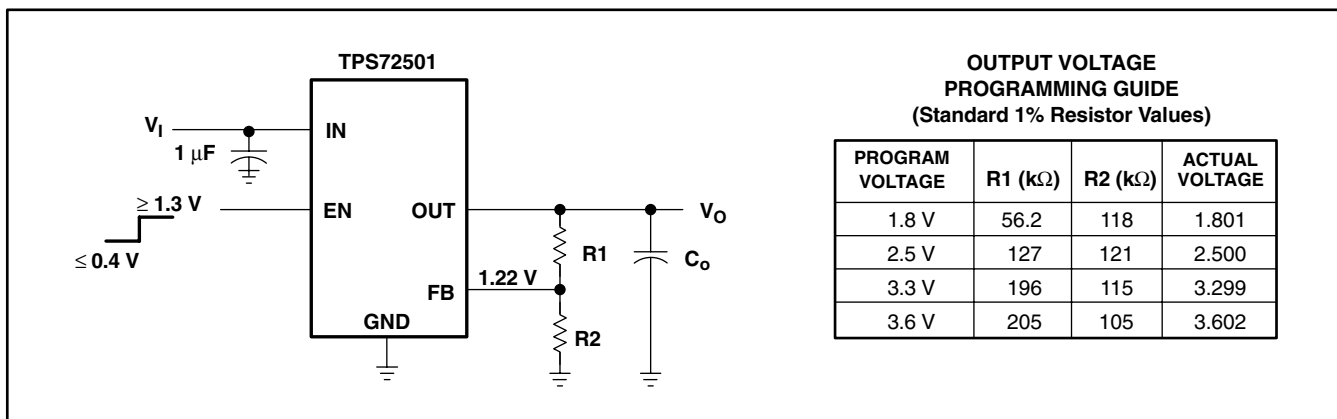 TPS72501
V_I
IN
1 μF
≥ 1.3 V
EN
≤ 0.4 V
OUT
V_O
R1
C_o
1.22 V
FB
GND
R2
OUTPUT VOLTAGE
PROGRAMMING GUIDE
(Standard 1% Resistor Values)
PROGRAM VOLTAGE R1 (kΩ) R2 (kΩ) ACTUAL VOLTAGE
1.8 V 56.2 118 1.801
2.5 V 127 121 2.500
3.3 V 196 115 3.299
3.6 V 205 105 3.602